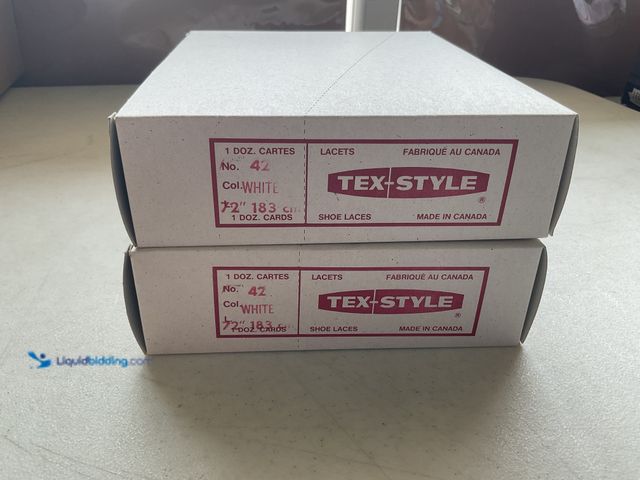 1 DOZ. CARTES
No. 42
Col. WHITE
72" 183 cm.
1 DOZ. CARDS
LACETS
FABRIQUÉ AU CANADA
TEX-STYLE
®
SHOE LACES
MADE IN CANADA
1 DOZ. CARTES
No. 42
Col. WHITE
L
72" 183
1 DOZ. CARDS
LACETS
FABRIQUÉ AU CANADA
TEX-STYLE
®
SHOE LACES
MADE IN CANADA
Liquidbidding.com